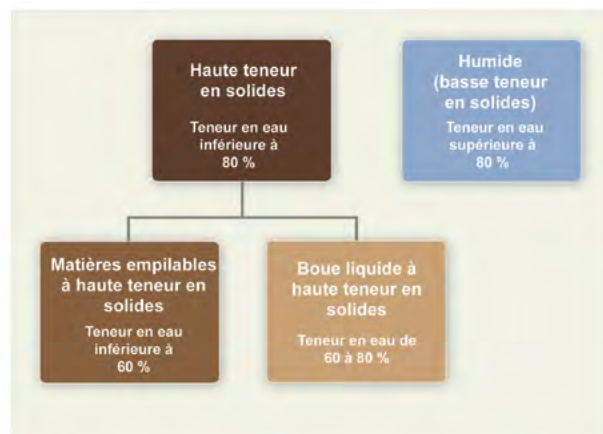 Haute teneur
en solides
Teneur en eau
inférieure à
80 %
Humide
(basse teneur
en solides)
Teneur en eau
supérieure à
80 %
Matières empilables
à haute teneur en
solides
Teneur en eau
inférieure à
60 %
Boue liquide à
haute teneur en
solides
Teneur en eau de
60 à 80 %